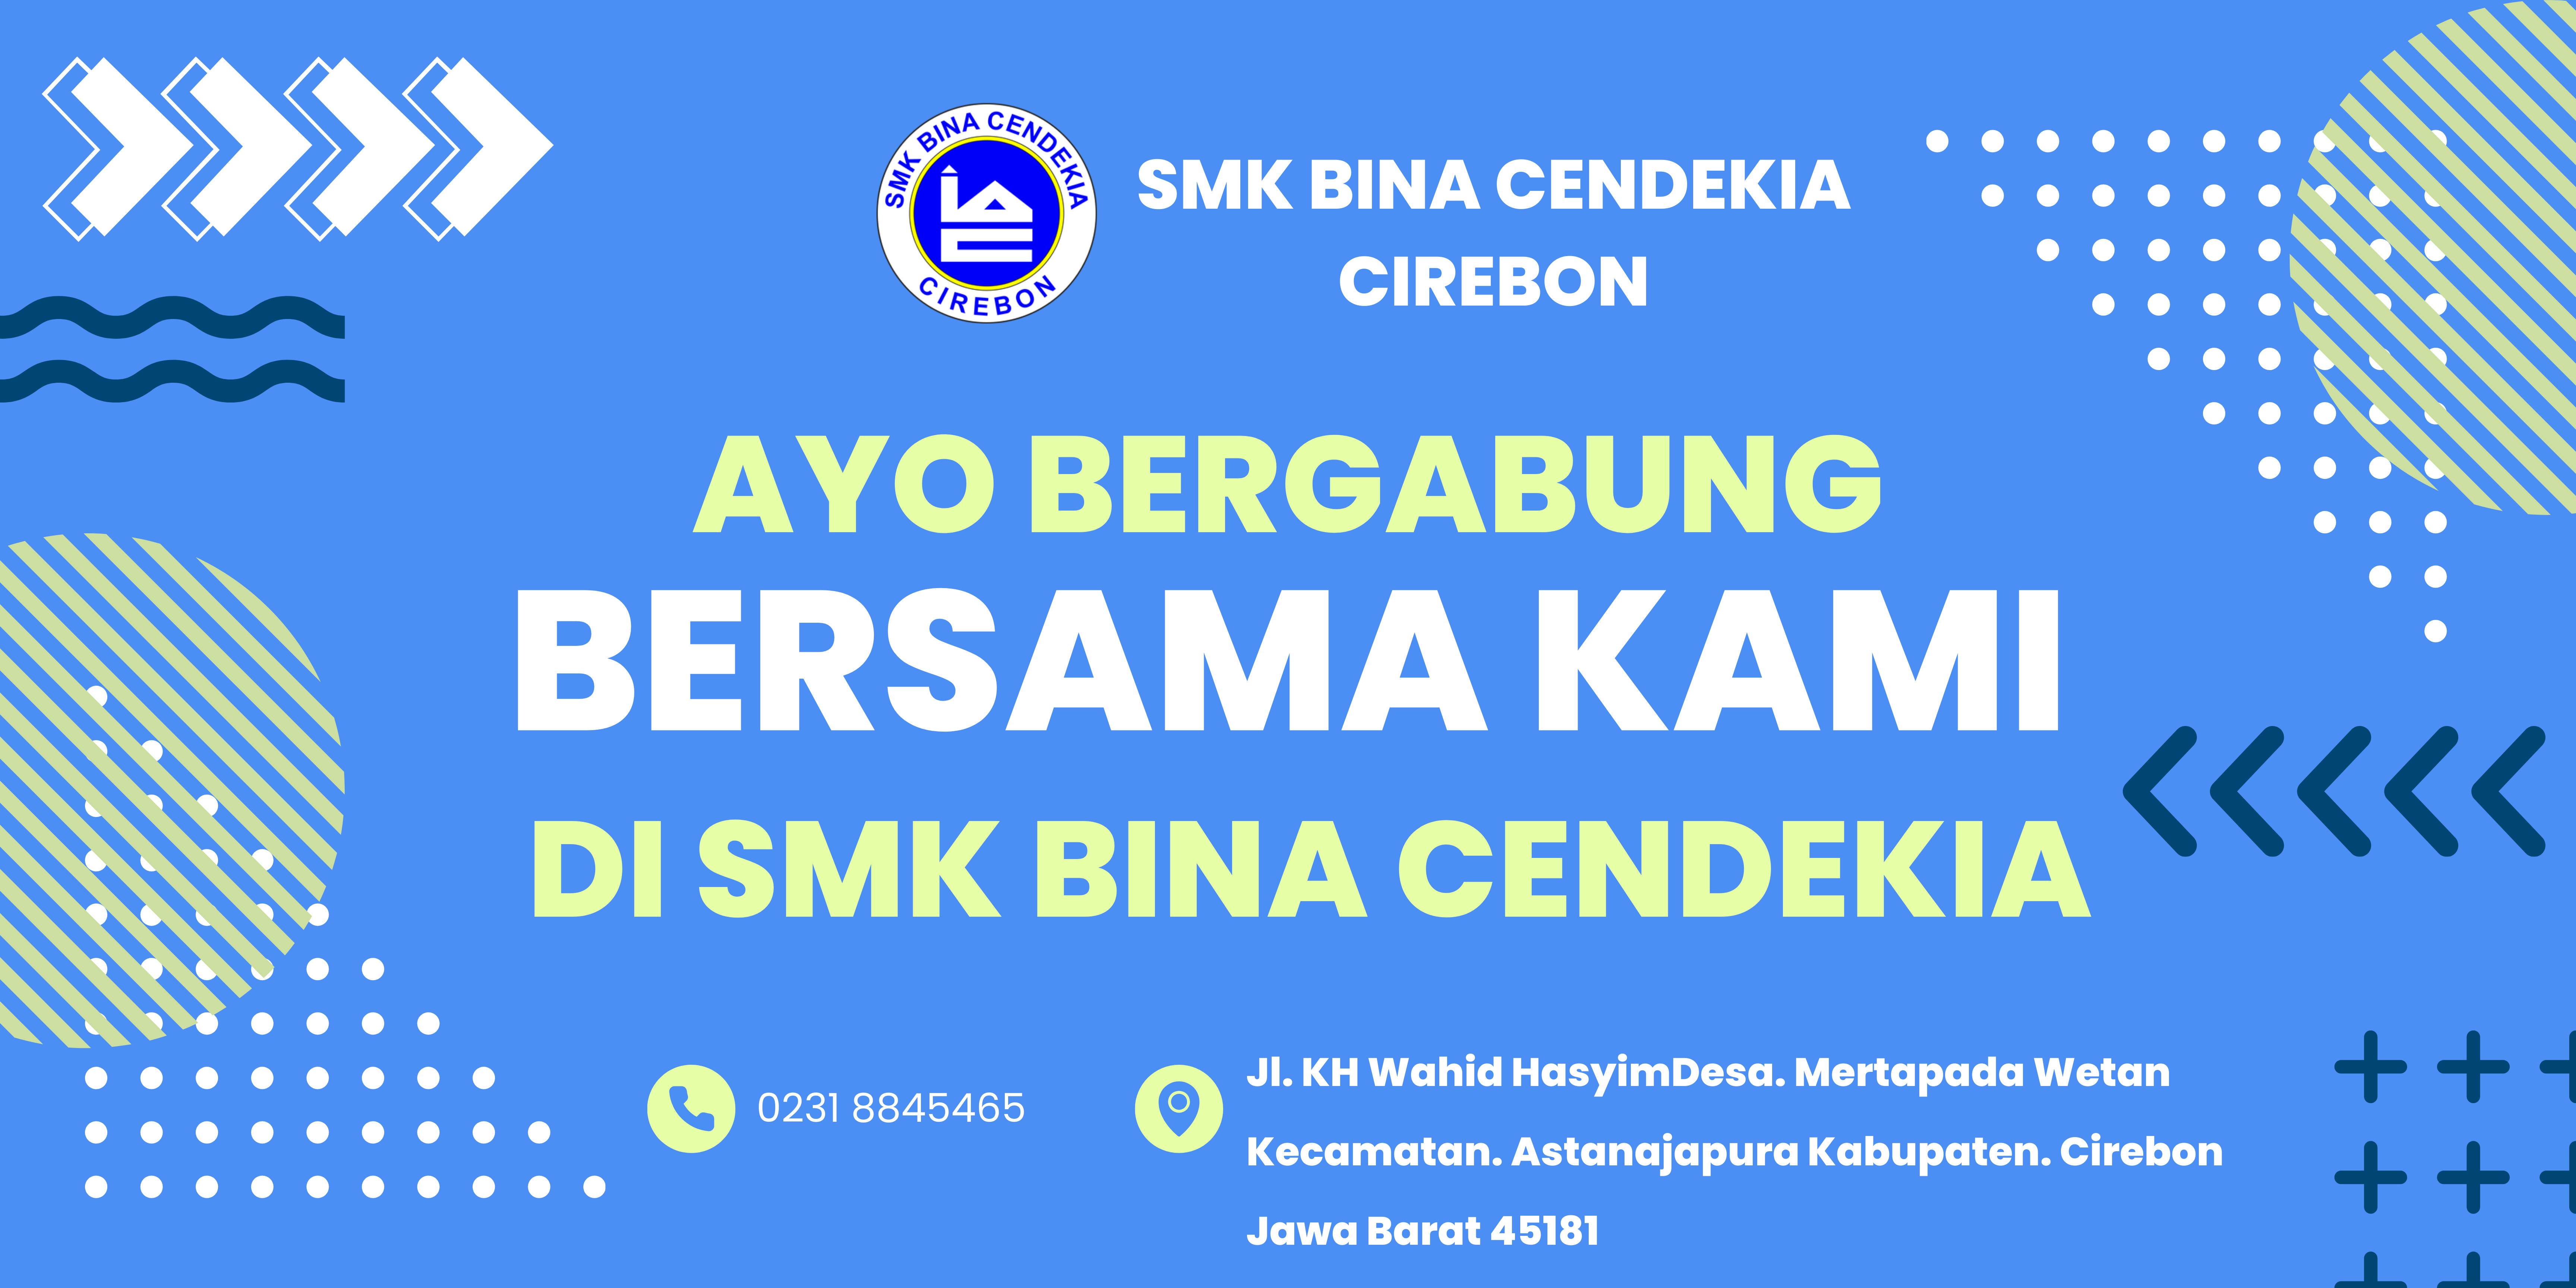 SMK BINA CENDEKIA
CIREBON
SMK BINA CENDEKIA
CIREBON
AYO BERGABUNG
BERSAMA KAMI
DI SMK BINA CENDEKIA
0231 8845465
Jl. KH Wahid HasyimDesa. Mertapada Wetan
Kecamatan. Astanajapura Kabupaten. Cirebon
Jawa Barat 45181